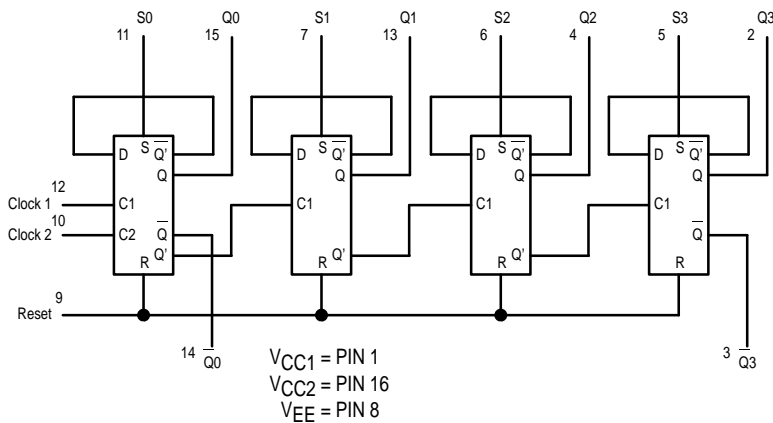 S0 Q0 S1 Q1 S2 Q2 S3 Q3
11 15 7 13 6 4 5 2
D S Q' D S Q' D S Q' D S Q'
Q Q Q Q
12
Clock 1 C1 C1 C1 C1
10
Clock 2 C2 Q Q
Q' Q' Q'
R R R R
9
Reset
14 Q0 3 Q3
VCC1 = PIN 1
VCC2 = PIN 16
VEE = PIN 8